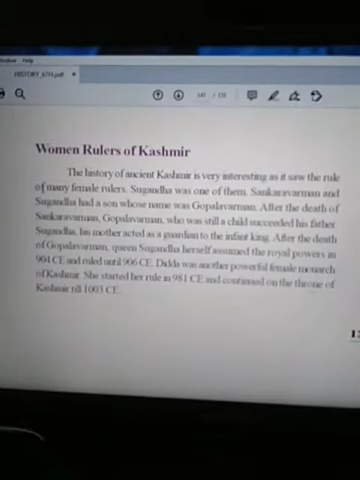 Window Help
HISTORY_6TH.pdf
Women Rulers of Kashmir
The history of ancient Kashmir is very interesting as it saw the rule
of many female rulers. Sugandha was one of them. Sankaravarman and
Sugandha had a son whose name was Gopalavarman. After the death of
Sankaravarman, Gopalavarman, who was still a child succeeded his father.
Sugandha, his mother acted as a guardian to the infant king. After the death
of Gopalavarman, queen Sugandha herself assumed the royal powers in
904 CE and ruled until 906 CE. Didda was another powerful female monarch
of Kashmir. She started her rule in 981 CE and continued on the throne of
Kashmir till 1003 CE.